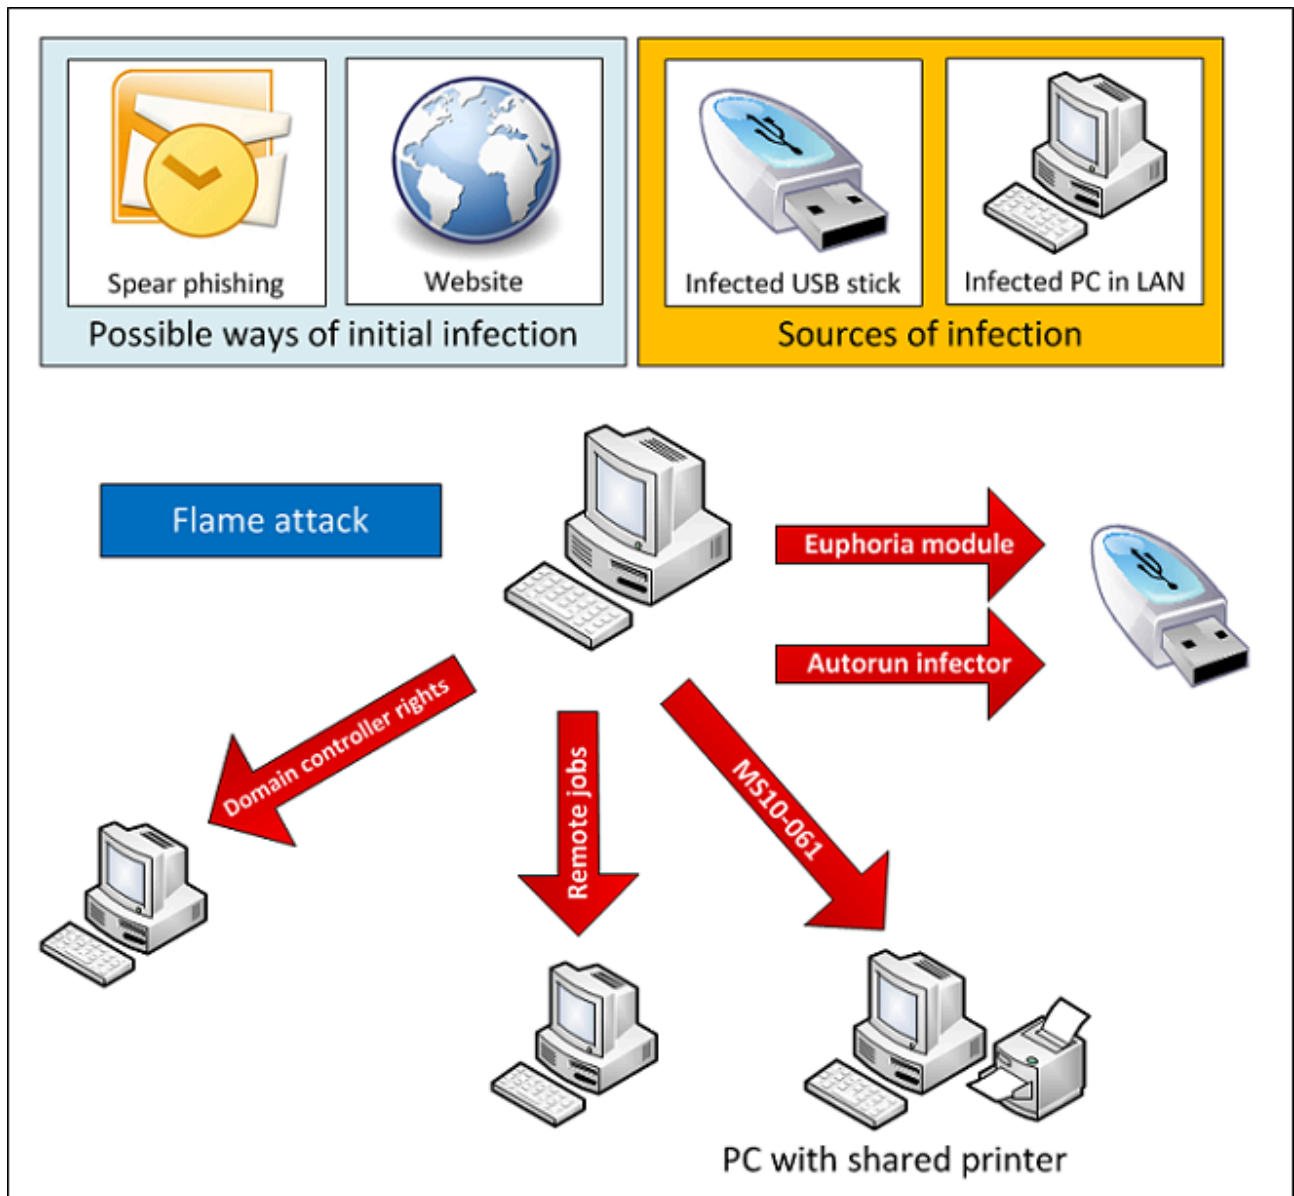 Spear phishing
Website
Possible ways of initial infection
Infected USB stick
Infected PC in LAN
Sources of infection
Flame attack
Euphoria module
Autorun infector
Domain controller rights
Remote jobs
MS10-061
PC with shared printer